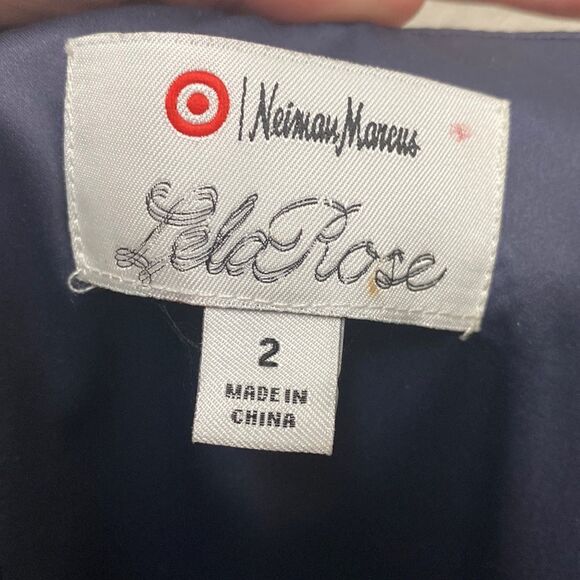 Neiman Marcus
Lela Rose
2
MADE IN
CHINA